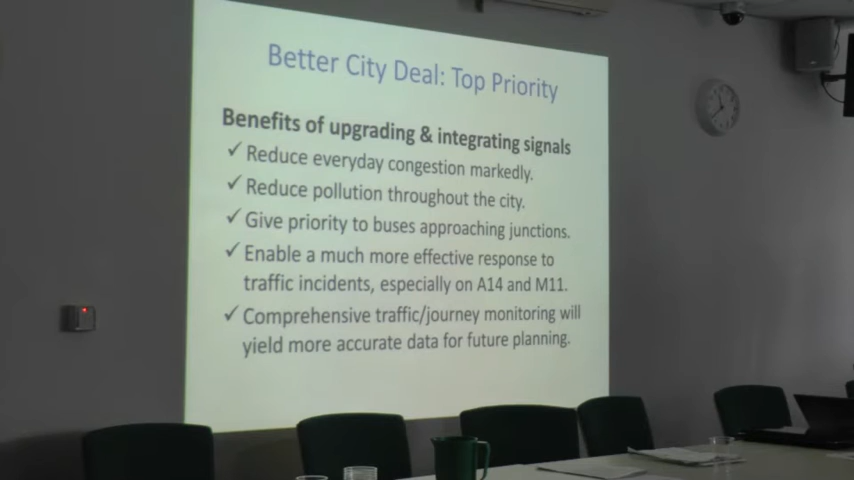 Better City Deal: Top Priority
Benefits of upgrading & integrating signals
✓ Reduce everyday congestion markedly.
✓ Reduce pollution throughout the city.
✓ Give priority to buses approaching junctions.
✓ Enable a much more effective response to
traffic incidents, especially on A14 and M11.
✓ Comprehensive traffic/journey monitoring will
yield more accurate data for future planning.